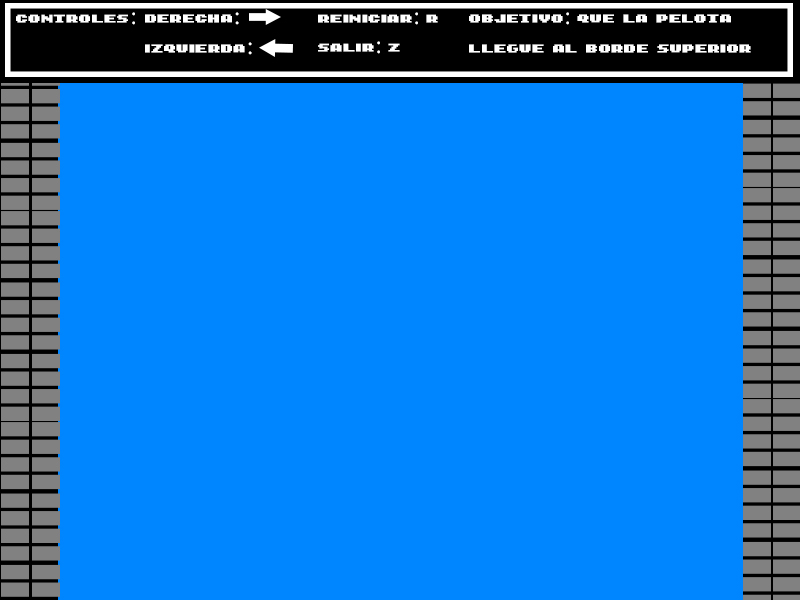 CONTROLES: DERECHA: REINICIAR: R OBJETIVO: QUE LA PELOTA
IZQUIERDA: SALIR: Z LLEGUE AL BORDE SUPERIOR